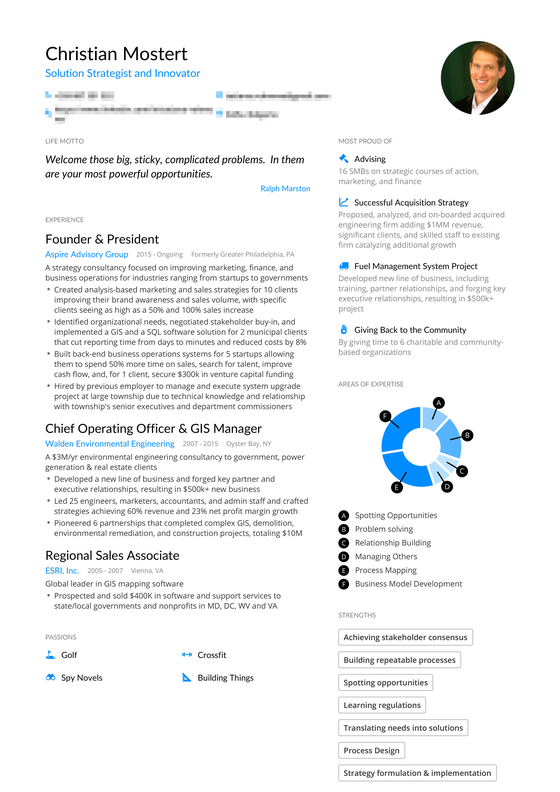 Christian Mostert
Solution Strategist and Innovator
LIFE MOTTO
Welcome those big, sticky, complicated problems. In them
are your most powerful opportunities.
Ralph Marston
EXPERIENCE
Founder & President
Aspire Advisory Group 2015 - Ongoing Formerly Greater Philadelphia, PA
A strategy consultancy focused on improving marketing, finance, and
business operations for industries ranging from startups to governments
• Created analysis-based marketing and sales strategies for 10 clients
improving their brand awareness and sales volume, with specific
clients seeing as high as a 50% and 100% sales increase
• Identified organizational needs, negotiated stakeholder buy-in, and
implemented a GIS and a SQL software solution for 2 municipal clients
that cut reporting time from days to minutes and reduced costs by 8%
• Built back-end business operations systems for 5 startups allowing
them to spend 50% more time on sales, search for talent, improve
cash flow, and, for 1 client, secure $300k in venture capital funding
• Hired by previous employer to manage and execute system upgrade
project at large township due to technical knowledge and relationship
with township's senior executives and department commissioners
Chief Operating Officer & GIS Manager
Walden Environmental Engineering 2007 - 2015 Oyster Bay, NY
A $3M/yr environmental engineering consultancy to government, power
generation & real estate clients
• Developed a new line of business and forged key partner and
executive relationships, resulting in $500k+ new business
• Led 25 engineers, marketers, accountants, and admin staff and crafted
strategies achieving 60% revenue and 23% net profit margin growth
• Pioneered 6 partnerships that completed complex GIS, demolition,
environmental remediation, and construction projects, totaling $10M
Regional Sales Associate
ESRI, Inc. 2005 - 2007 Vienna, VA
Global leader in GIS mapping software
• Prospected and sold $400K in software and support services to
state/local governments and nonprofits in MD, DC, WV and VA
PASSIONS
Golf
Crossfit
Spy Novels
Building Things
MOST PROUD OF
Advising
16 SMBs on strategic courses of action,
marketing, and finance
Successful Acquisition Strategy
Proposed, analyzed, and on-boarded acquired
engineering firm adding $1MM revenue,
significant clients, and skilled staff to existing
firm catalyzing additional growth
Fuel Management System Project
Developed new line of business, including
training, partner relationships, and forging key
executive relationships, resulting in $500k+
project
Giving Back to the Community
By giving time to 6 charitable and community-
based organizations
AREAS OF EXPERTISE
A
B
C
D
E
F
A Spotting Opportunities
B Problem solving
C Relationship Building
D Managing Others
E Process Mapping
F Business Model Development
STRENGTHS
Achieving stakeholder consensus
Building repeatable processes
Spotting opportunities
Learning regulations
Translating needs into solutions
Process Design
Strategy formulation & implementation